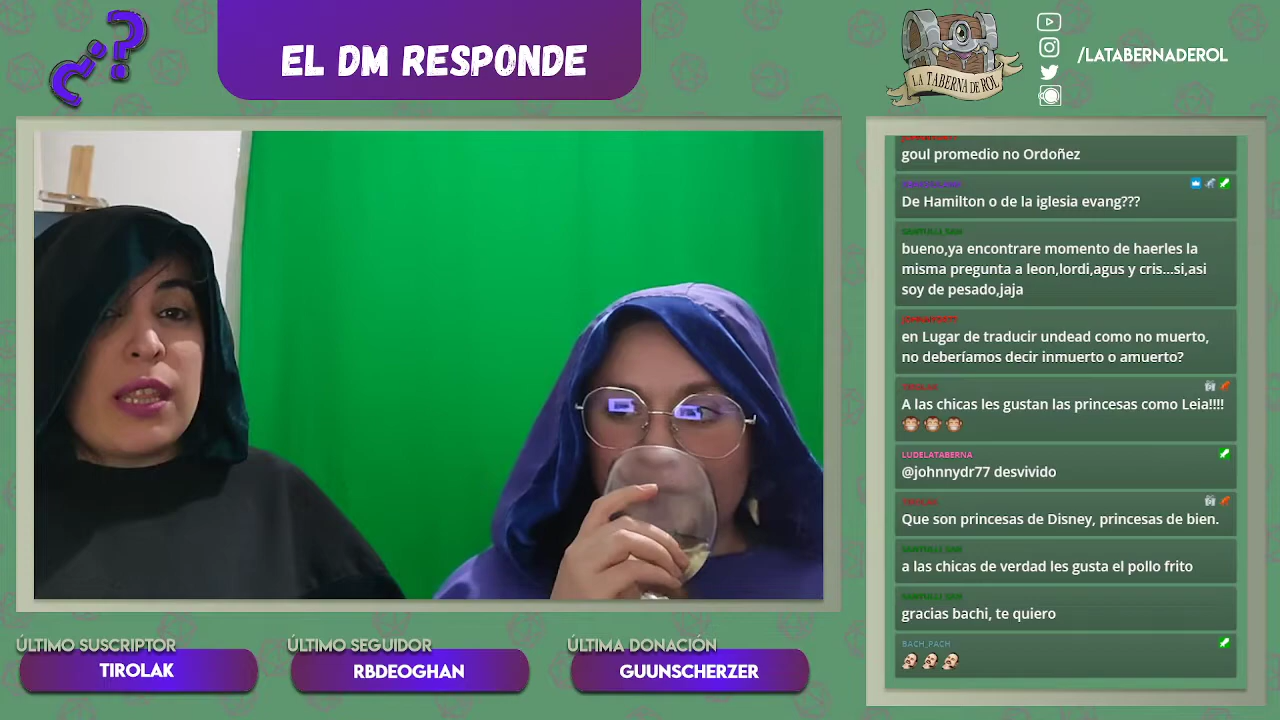 ¿?
EL DM RESPONDE
LA TABERNA DE ROL
/LATABERNADEROL
goul promedio no Ordoñez
De Hamilton o de la iglesia evang???
bueno,ya encontrare momento de haerles la
misma pregunta a leon,lordi,agus y cris...si,asi
soy de pesado,jaja
en Lugar de traducir undead como no muerto,
no deberíamos decir inmuerto o amuerto?
A las chicas les gustan las princesas como Leia!!!!
LUDELATABERNA
@johnnydr77 desvivido
Que son princesas de Disney, princesas de bien.
a las chicas de verdad les gusta el pollo frito
gracias bachi, te quiero
BACH_PACH
ÚLTIMO SUSCRIPTOR
TIROLAK
ÚLTIMO SEGUIDOR
RBDEOGHAN
ÚLTIMA DONACIÓN
GUUNSCHERZER